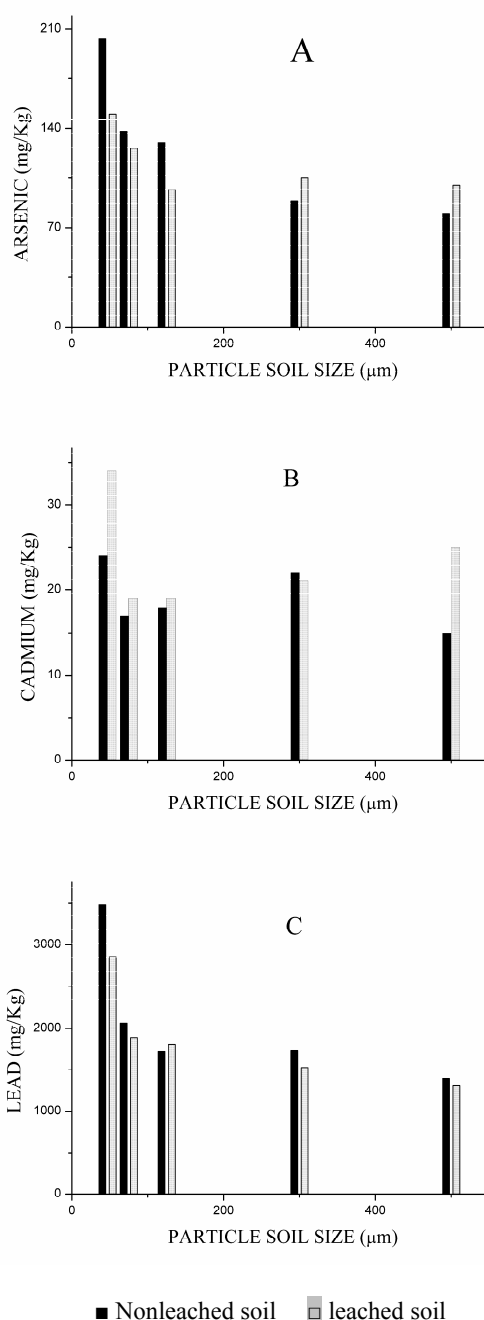 A
210
140
70
0
ARSENIC (mg/Kg)
0 200 400
PARTICLE SOIL SIZE (μm)
B
30
20
10
0
CADMIUM (mg/Kg)
0 200 400
PARTICLE SOIL SIZE (μm)
C
3000
2000
1000
0
LEAD (mg/Kg)
0 200 400
PARTICLE SOIL SIZE (μm)
Nonleached soil leached soil